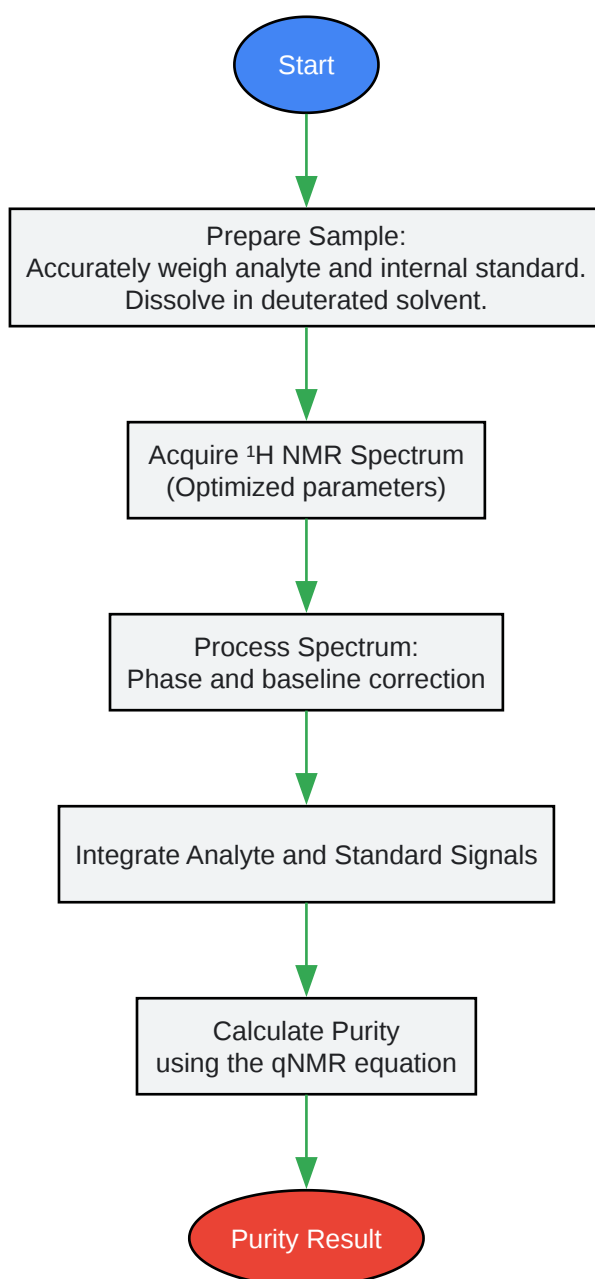 Start
Prepare Sample:
Accurately weigh analyte and internal standard.
Dissolve in deuterated solvent.
Acquire ¹H NMR Spectrum
(Optimized parameters)
Process Spectrum:
Phase and baseline correction
Integrate Analyte and Standard Signals
Calculate Purity
using the qNMR equation
Purity Result